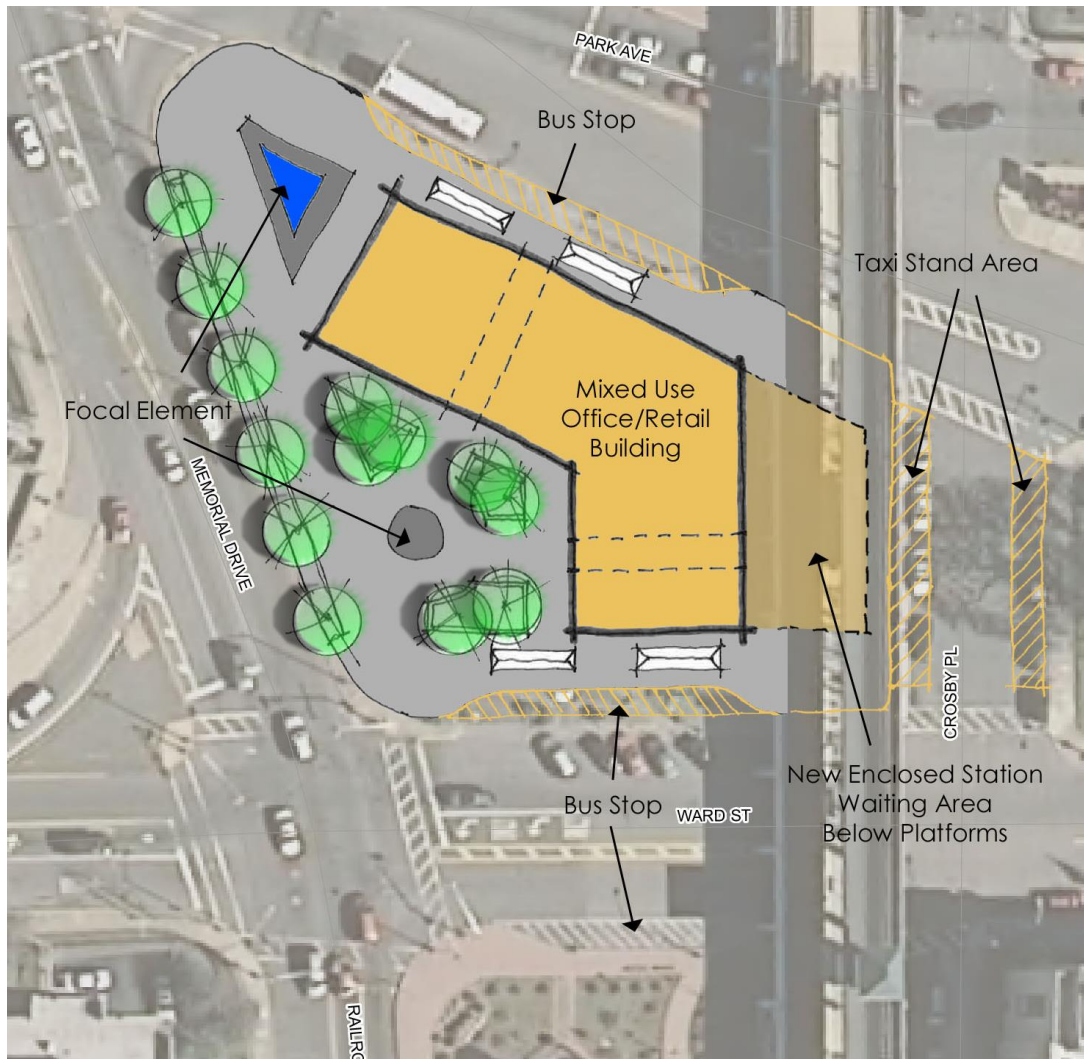 PARK AVE
Bus Stop
Taxi Stand Area
Mixed Use
Office/Retail
Building
Focal Element
MEMORIAL DRIVE
CROSBY PL
New Enclosed Station
Waiting Area
Below Platforms
Bus Stop
WARD ST
RAILRO